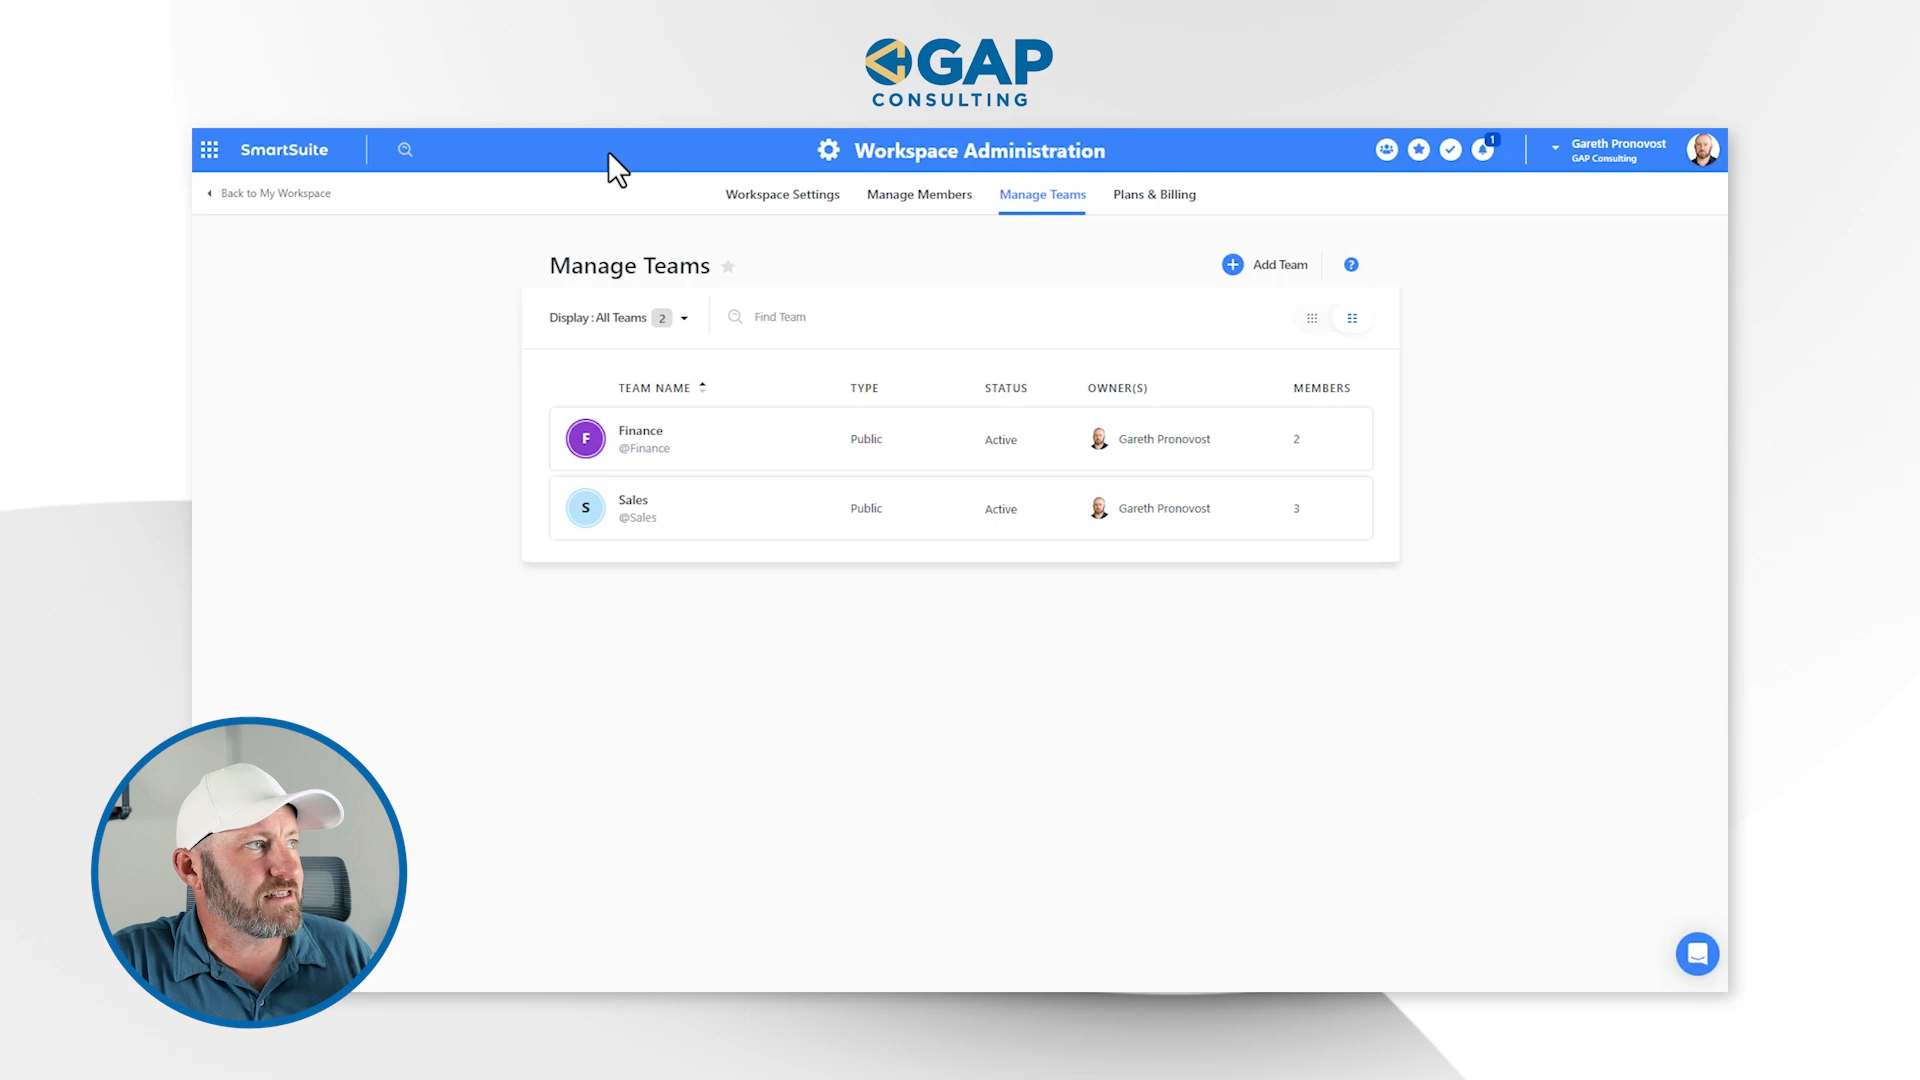 GAP
CONSULTING
SmartSuite
Workspace Administration
1
Gareth Pronovost
GAP Consulting
Back to My Workspace
Workspace Settings
Manage Members
Manage Teams
Plans & Billing
Manage Teams
Add Team
?
Display : All Teams 2
Find Team
TEAM NAME
TYPE
STATUS
OWNER(S)
MEMBERS
F
Finance
@Finance
Public
Active
Gareth Pronovost
2
S
Sales
@Sales
Public
Active
Gareth Pronovost
3